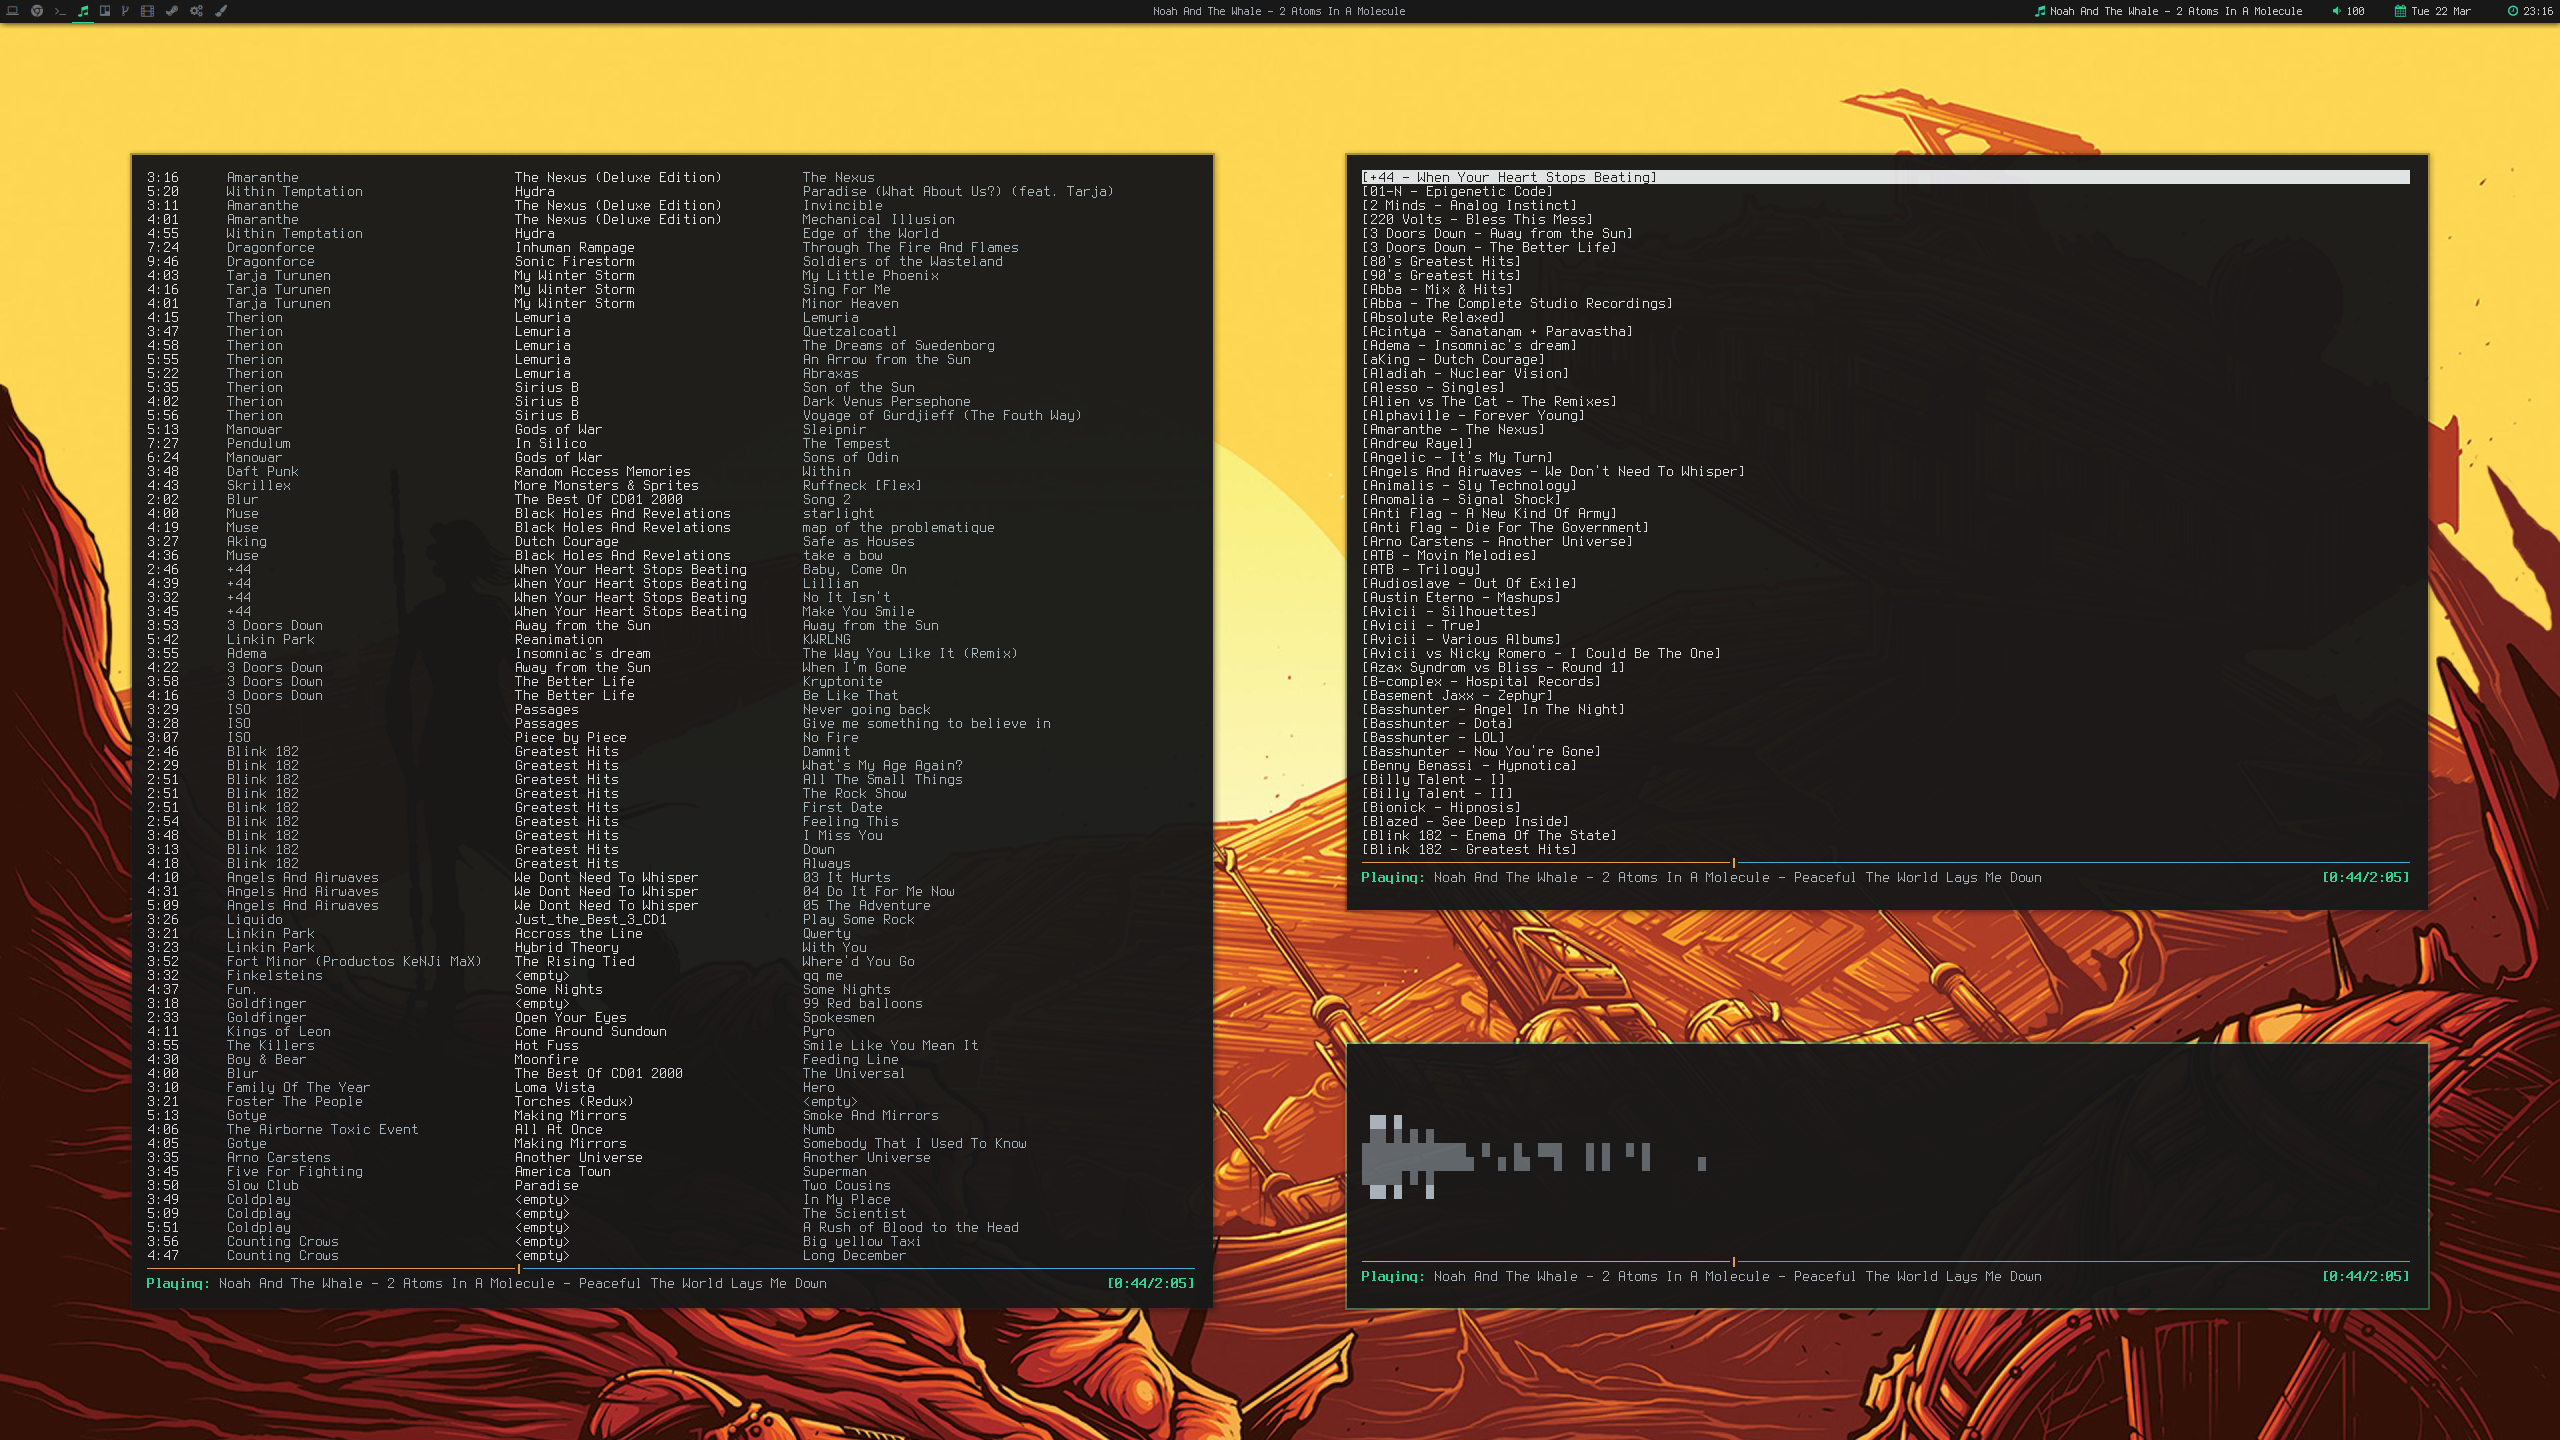 Noah And The Whale - 2 Atoms In A Molecule
Noah And The Whale - 2 Atoms In A Molecule 100 Tue 22 Mar 23:16
3:16 Amaranthe The Nexus (Deluxe Edition) The Nexus
5:20 Within Temptation Hydra Paradise (What About Us?) (feat. Tarja)
3:11 Amaranthe The Nexus (Deluxe Edition) Invincible
4:01 Amaranthe The Nexus (Deluxe Edition) Mechanical Illusion
4:55 Within Temptation Hydra Edge of the World
7:24 Dragonforce Inhuman Rampage Through The Fire And Flames
9:46 Dragonforce Sonic Firestorm Soldiers of the Wasteland
4:03 Tarja Turunen My Winter Storm My Little Phoenix
4:16 Tarja Turunen My Winter Storm Sing For Me
4:01 Tarja Turunen My Winter Storm Minor Heaven
4:15 Therion Lemuria Lemuria
3:47 Therion Lemuria Quetzalcoatl
4:58 Therion Lemuria The Dreams of Swedenborg
5:55 Therion Lemuria An Arrow from the Sun
5:22 Therion Lemuria Abraxas
5:35 Therion Sirius B Son of the Sun
4:02 Therion Sirius B Dark Venus Persephone
5:56 Therion Sirius B Voyage of Gurdjieff (The Fouth Way)
5:13 Manowar Gods of War Sleipnir
7:27 Pendulum In Silico The Tempest
6:24 Manowar Gods of War Sons of Odin
3:48 Daft Punk Random Access Memories Within
4:43 Skrillex More Monsters & Sprites Ruffneck [Flex]
2:02 Blur The Best Of CD01 2000 Song 2
4:00 Muse Black Holes And Revelations starlight
4:19 Muse Black Holes And Revelations map of the problematique
3:27 Aking Dutch Courage Safe as Houses
4:36 Muse Black Holes And Revelations take a bow
2:46 +44 When Your Heart Stops Beating Baby, Come On
4:39 +44 When Your Heart Stops Beating Lillian
3:32 +44 When Your Heart Stops Beating No It Isn't
3:45 +44 When Your Heart Stops Beating Make You Smile
3:53 3 Doors Down Away from the Sun Away from the Sun
5:42 Linkin Park Reanimation KWRLNG
3:55 Adema Insomniac's dream The Way You Like It (Remix)
4:22 3 Doors Down Away from the Sun When I'm Gone
3:58 3 Doors Down The Better Life Kryptonite
4:16 3 Doors Down The Better Life Be Like That
3:29 ISO Passages Never going back
3:28 ISO Passages Give me something to believe in
3:07 ISO Piece by Piece No Fire
2:46 Blink 182 Greatest Hits Dammit
2:29 Blink 182 Greatest Hits What's My Age Again?
2:51 Blink 182 Greatest Hits All The Small Things
2:51 Blink 182 Greatest Hits The Rock Show
2:51 Blink 182 Greatest Hits First Date
2:54 Blink 182 Greatest Hits Feeling This
3:48 Blink 182 Greatest Hits I Miss You
3:13 Blink 182 Greatest Hits Down
4:18 Blink 182 Greatest Hits Always
4:10 Angels And Airwaves We Dont Need To Whisper 03 It Hurts
4:31 Angels And Airwaves We Dont Need To Whisper 04 Do It For Me Now
5:09 Angels And Airwaves We Dont Need To Whisper 05 The Adventure
3:26 Liquido Just_the_Best_3_CD1 Play Some Rock
3:21 Linkin Park Accross the Line Qwerty
3:23 Linkin Park Hybrid Theory With You
3:52 Fort Minor (Productos KeNJi MaX) The Rising Tied Where'd You Go
3:32 Finkelsteins <empty> qq me
4:37 Fun. Some Nights Some Nights
3:18 Goldfinger <empty> 99 Red balloons
2:33 Goldfinger Open Your Eyes Spokesmen
4:11 Kings of Leon Come Around Sundown Pyro
3:55 The Killers Hot Fuss Smile Like You Mean It
4:30 Boy & Bear Moonfire Feeding Line
4:00 Blur The Best Of CD01 2000 The Universal
3:10 Family Of The Year Loma Vista Hero
3:21 Foster The People Torches (Redux) <empty>
5:13 Gotye Making Mirrors Smoke And Mirrors
4:06 The Airborne Toxic Event All At Once Numb
4:05 Gotye Making Mirrors Somebody That I Used To Know
3:35 Arno Carstens Another Universe Another Universe
3:45 Five For Fighting America Town Superman
3:50 Slow Club Paradise Two Cousins
3:49 Coldplay <empty> In My Place
5:09 Coldplay <empty> The Scientist
5:51 Coldplay <empty> A Rush of Blood to the Head
3:56 Counting Crows <empty> Big yellow Taxi
4:47 Counting Crows <empty> Long December
Playing: Noah And The Whale - 2 Atoms In A Molecule - Peaceful The World Lays Me Down [0:44/2:05]
[+44 - When Your Heart Stops Beating]
[01-N - Epigenetic Code]
[2 Minds - Analog Instinct]
[220 Volts - Bless This Mess]
[3 Doors Down - Away from the Sun]
[3 Doors Down - The Better Life]
[80's Greatest Hits]
[90's Greatest Hits]
[Abba - Mix & Hits]
[Abba - The Complete Studio Recordings]
[Absolute Relaxed]
[Acintya - Sanatanam + Paravastha]
[Adema - Insomniac's dream]
[aKing - Dutch Courage]
[Aladiah - Nuclear Vision]
[Alesso - Singles]
[Alien vs The Cat - The Remixes]
[Alphaville - Forever Young]
[Amaranthe - The Nexus]
[Andrew Rayel]
[Angelic - It's My Turn]
[Angels And Airwaves - We Don't Need To Whisper]
[Animalis - Sly Technology]
[Anomalia - Signal Shock]
[Anti Flag - A New Kind Of Army]
[Anti Flag - Die For The Government]
[Arno Carstens - Another Universe]
[ATB - Movin Melodies]
[ATB - Trilogy]
[Audioslave - Out Of Exile]
[Austin Eterno - Mashups]
[Avicii - Silhouettes]
[Avicii - True]
[Avicii - Various Albums]
[Avicii vs Nicky Romero - I Could Be The One]
[Azax Syndrom vs Bliss - Round 1]
[B-complex - Hospital Records]
[Basement Jaxx - Zephyr]
[Basshunter - Angel In The Night]
[Basshunter - Dota]
[Basshunter - LOL]
[Basshunter - Now You're Gone]
[Benny Benassi - Hypnotica]
[Billy Talent - I]
[Billy Talent - II]
[Bionick - Hipnosis]
[Blazed - See Deep Inside]
[Blink 182 - Enema Of The State]
[Blink 182 - Greatest Hits]
Playing: Noah And The Whale - 2 Atoms In A Molecule - Peaceful The World Lays Me Down [0:44/2:05]
Playing: Noah And The Whale - 2 Atoms In A Molecule - Peaceful The World Lays Me Down [0:44/2:05]